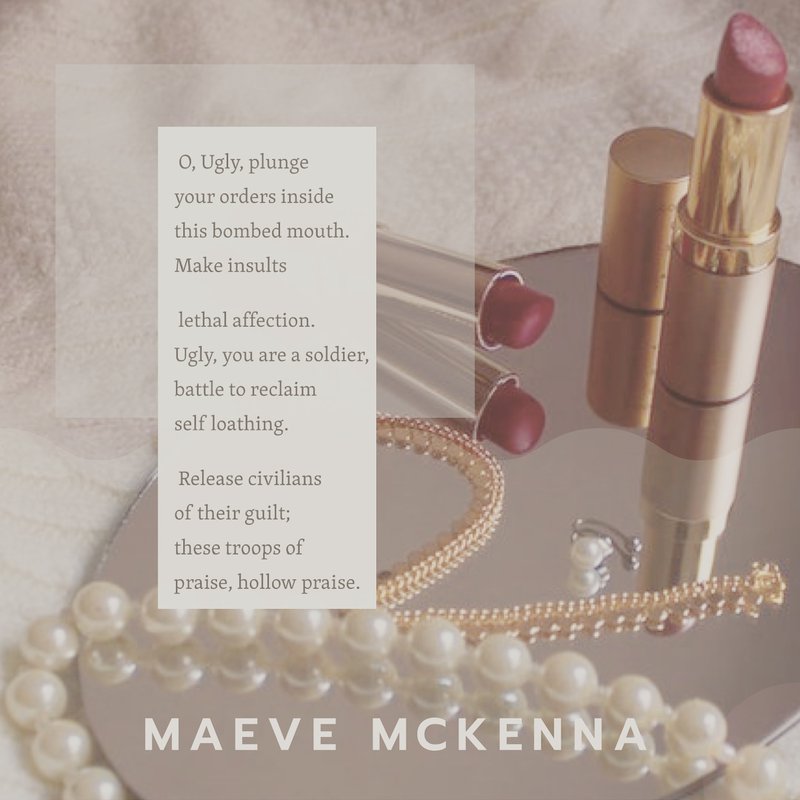 O, Ugly, plunge
your orders inside
this bombed mouth.
Make insults
lethal affection.
Ugly, you are a soldier,
battle to reclaim
self loathing.
Release civilians
of their guilt;
these troops of
praise, hollow praise.
MAEVE MCKENNA